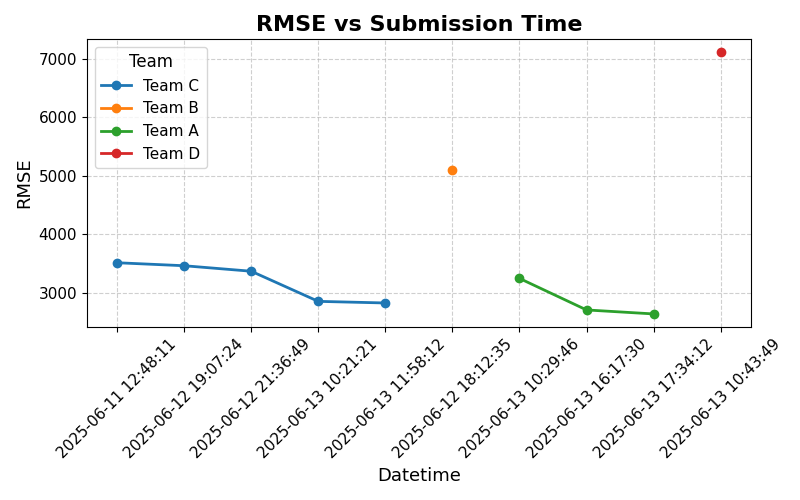 RMSE vs Submission Time
Team
Team C
Team B
Team A
Team D
RMSE
7000
6000
5000
4000
3000
2025-06-11 12:48:11
2025-06-12 19:07:24
2025-06-12 21:36:49
2025-06-13 10:21:21
2025-06-13 11:58:12
2025-06-12 18:12:35
2025-06-13 10:29:46
2025-06-13 16:17:30
2025-06-13 17:34:12
2025-06-13 10:43:49
Datetime